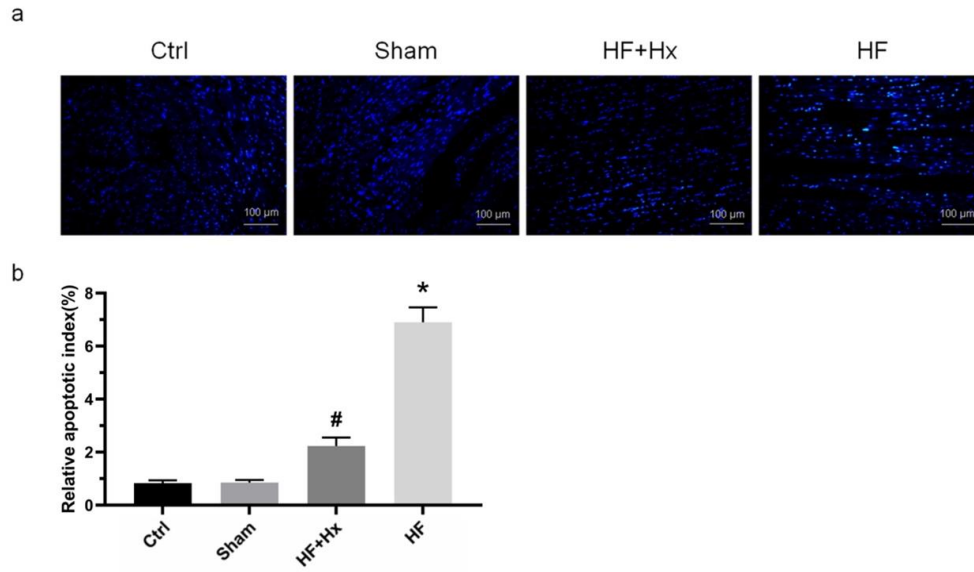 a
Ctrl Sham HF+Hx HF
100 μm 100 μm 100 μm 100 μm
b
Relative apoptotic index(%)
8
*
6
4
#
2
0
Ctrl Sham HF+Hx HF